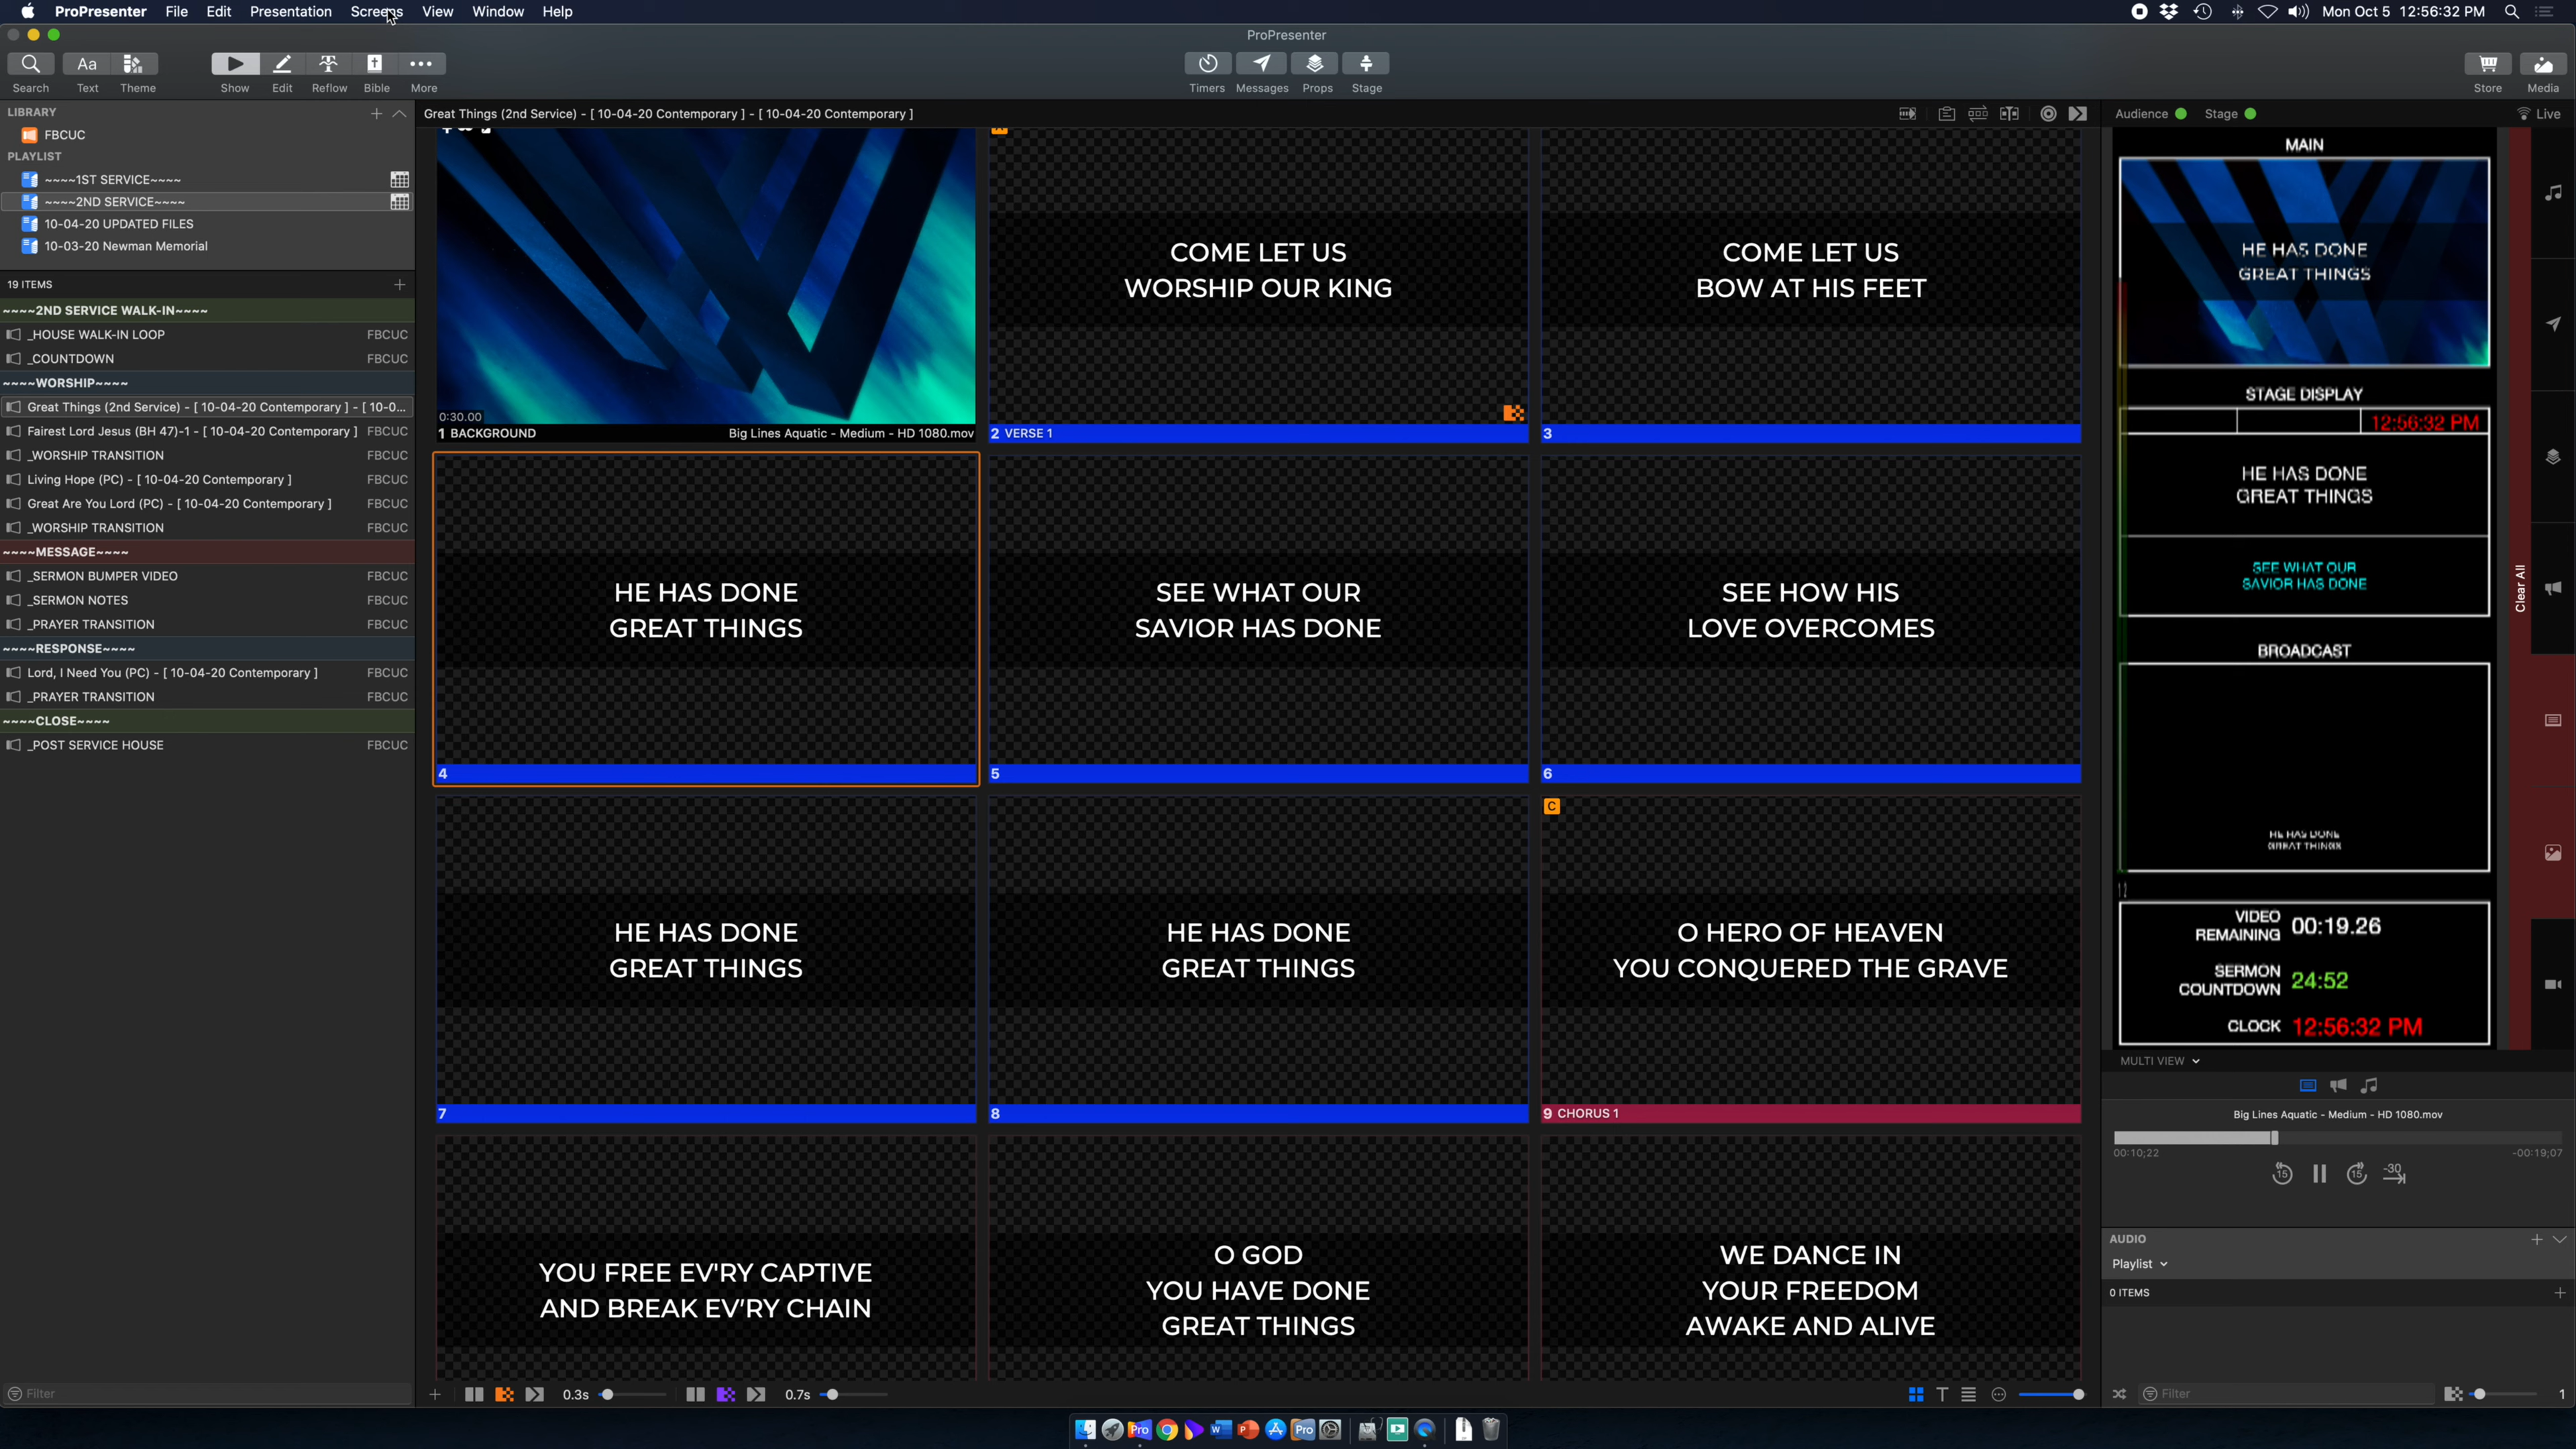 ProPresenter File Edit Presentation Screens View Window Help
Mon Oct 5 12:56:32 PM
ProPresenter
Aa
Search Text Theme Show Edit Reflow Bible More
Timers Messages Props Stage
Store Media
LIBRARY
FBCUC
PLAYLIST
~~~~1ST SERVICE~~~~
~~~~2ND SERVICE~~~~
10-04-20 UPDATED FILES
10-03-20 Newman Memorial
19 ITEMS
~~~~2ND SERVICE WALK-IN~~~~
_HOUSE WALK-IN LOOP FBCUC
_COUNTDOWN FBCUC
~~~~WORSHIP~~~~
Great Things (2nd Service) - [ 10-04-20 Contemporary ] - [ 10-0...
Fairest Lord Jesus (BH 47)-1 - [ 10-04-20 Contemporary ] FBCUC
_WORSHIP TRANSITION FBCUC
Living Hope (PC) - [ 10-04-20 Contemporary ] FBCUC
Great Are You Lord (PC) - [ 10-04-20 Contemporary ] FBCUC
_WORSHIP TRANSITION FBCUC
~~~~MESSAGE~~~~
_SERMON BUMPER VIDEO FBCUC
_SERMON NOTES FBCUC
_PRAYER TRANSITION FBCUC
~~~~RESPONSE~~~~
Lord, I Need You (PC) - [ 10-04-20 Contemporary ] FBCUC
_PRAYER TRANSITION FBCUC
~~~~CLOSE~~~~
_POST SERVICE HOUSE FBCUC
Filter
Great Things (2nd Service) - [ 10-04-20 Contemporary ] - [ 10-04-20 Contemporary ]
0:30.00
1 BACKGROUND Big Lines Aquatic - Medium - HD 1080.mov
COME LET US
WORSHIP OUR KING
2 VERSE 1
COME LET US
BOW AT HIS FEET
3
HE HAS DONE
GREAT THINGS
4
SEE WHAT OUR
SAVIOR HAS DONE
5
SEE HOW HIS
LOVE OVERCOMES
6
HE HAS DONE
GREAT THINGS
7
HE HAS DONE
GREAT THINGS
8
C
O HERO OF HEAVEN
YOU CONQUERED THE GRAVE
9 CHORUS 1
YOU FREE EV'RY CAPTIVE
AND BREAK EV'RY CHAIN
O GOD
YOU HAVE DONE
GREAT THINGS
WE DANCE IN
YOUR FREEDOM
AWAKE AND ALIVE
0.3s 0.7s
Audience Stage Live
MAIN
HE HAS DONE
GREAT THINGS
STAGE DISPLAY
12:56:32 PM
HE HAS DONE
GREAT THINGS
SEE WHAT OUR
SAVIOR HAS DONE
BROADCAST
HE HAS DONE
GREAT THINGS
VIDEO
REMAINING 00:19.26
SERMON
COUNTDOWN 24:52
CLOCK 12:56:32 PM
Clear All
MULTI VIEW
Big Lines Aquatic - Medium - HD 1080.mov
00:10;22 -00:19;07
15 15 -30
AUDIO
Playlist
0 ITEMS
Filter 1
Pro W P Pro